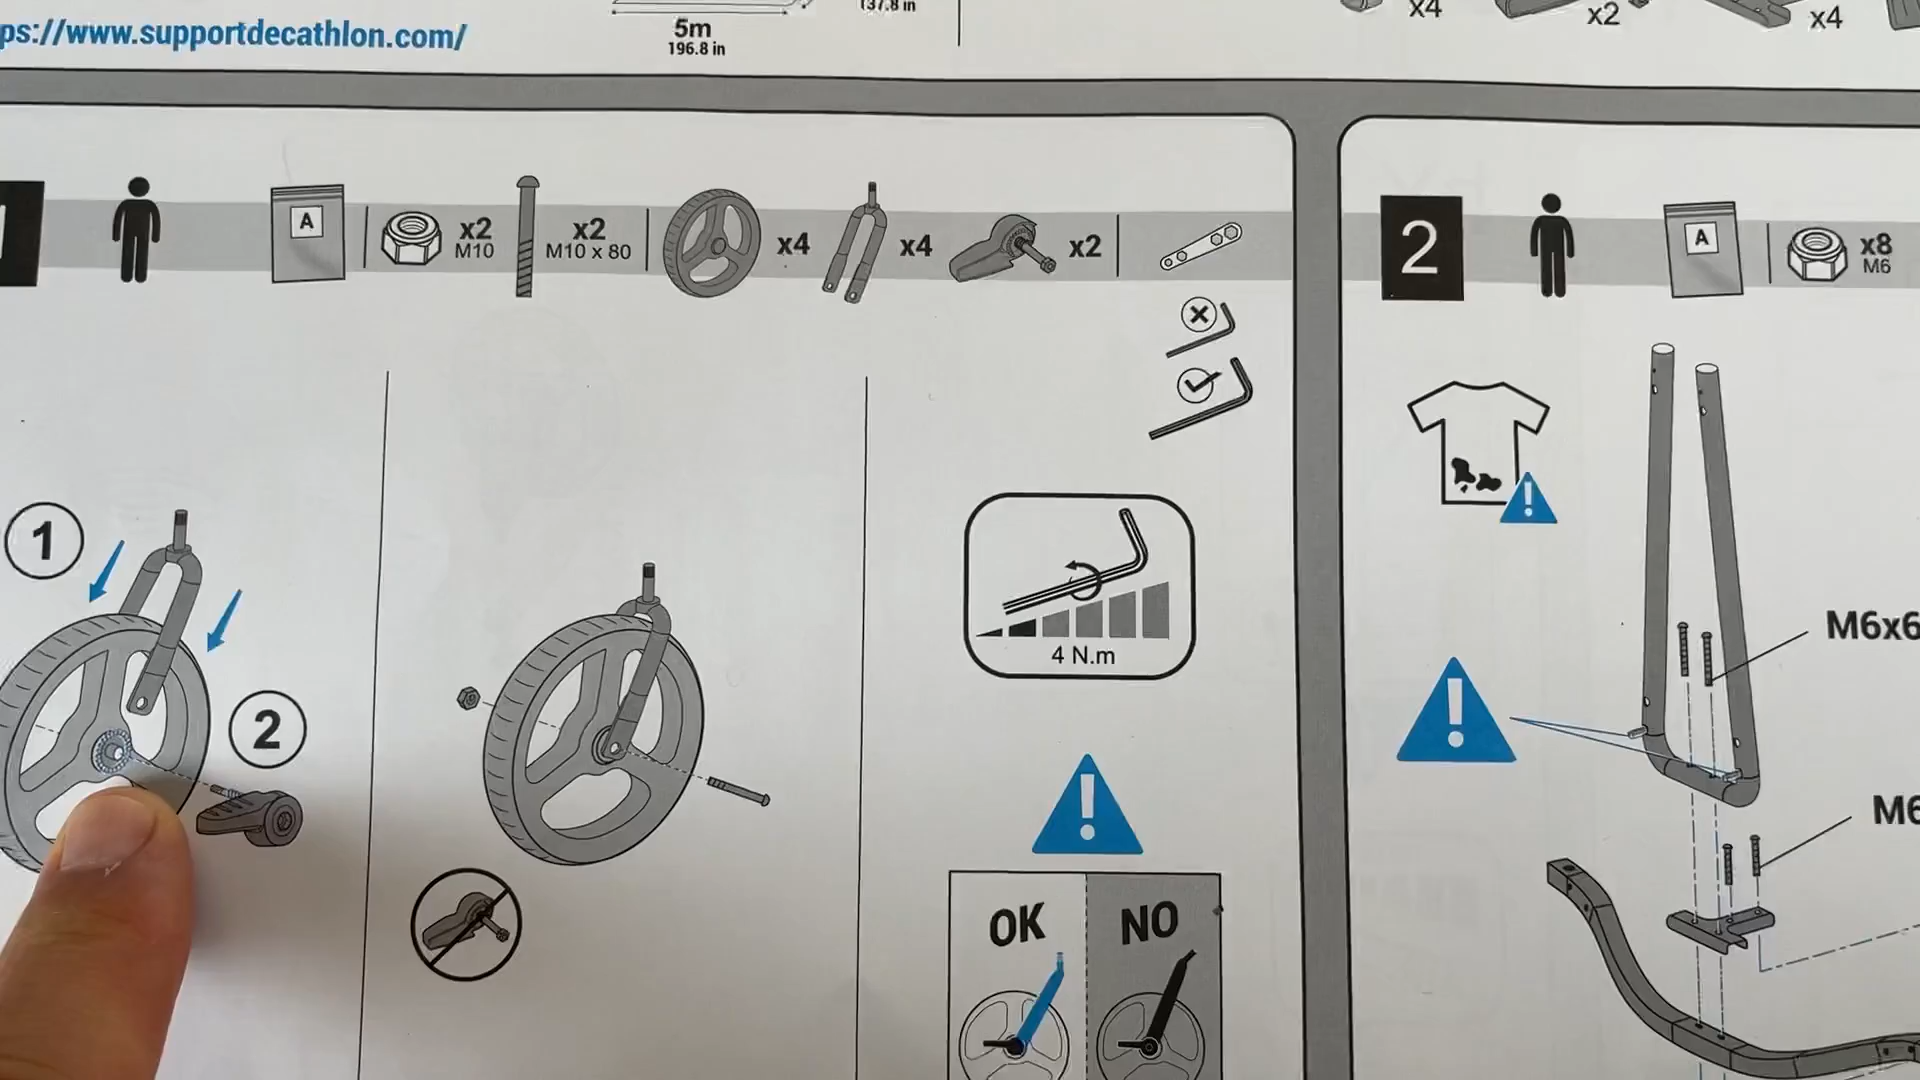 ps://www.supportdecathlon.com/
5m
196.8 in
137.8 in
x4
x2
x4
A
x2
M10
x2
M10 x 80
x4
x4
x2
2
A
x8
M6
1
2
4 N.m
OK
NO
M6x6
M6